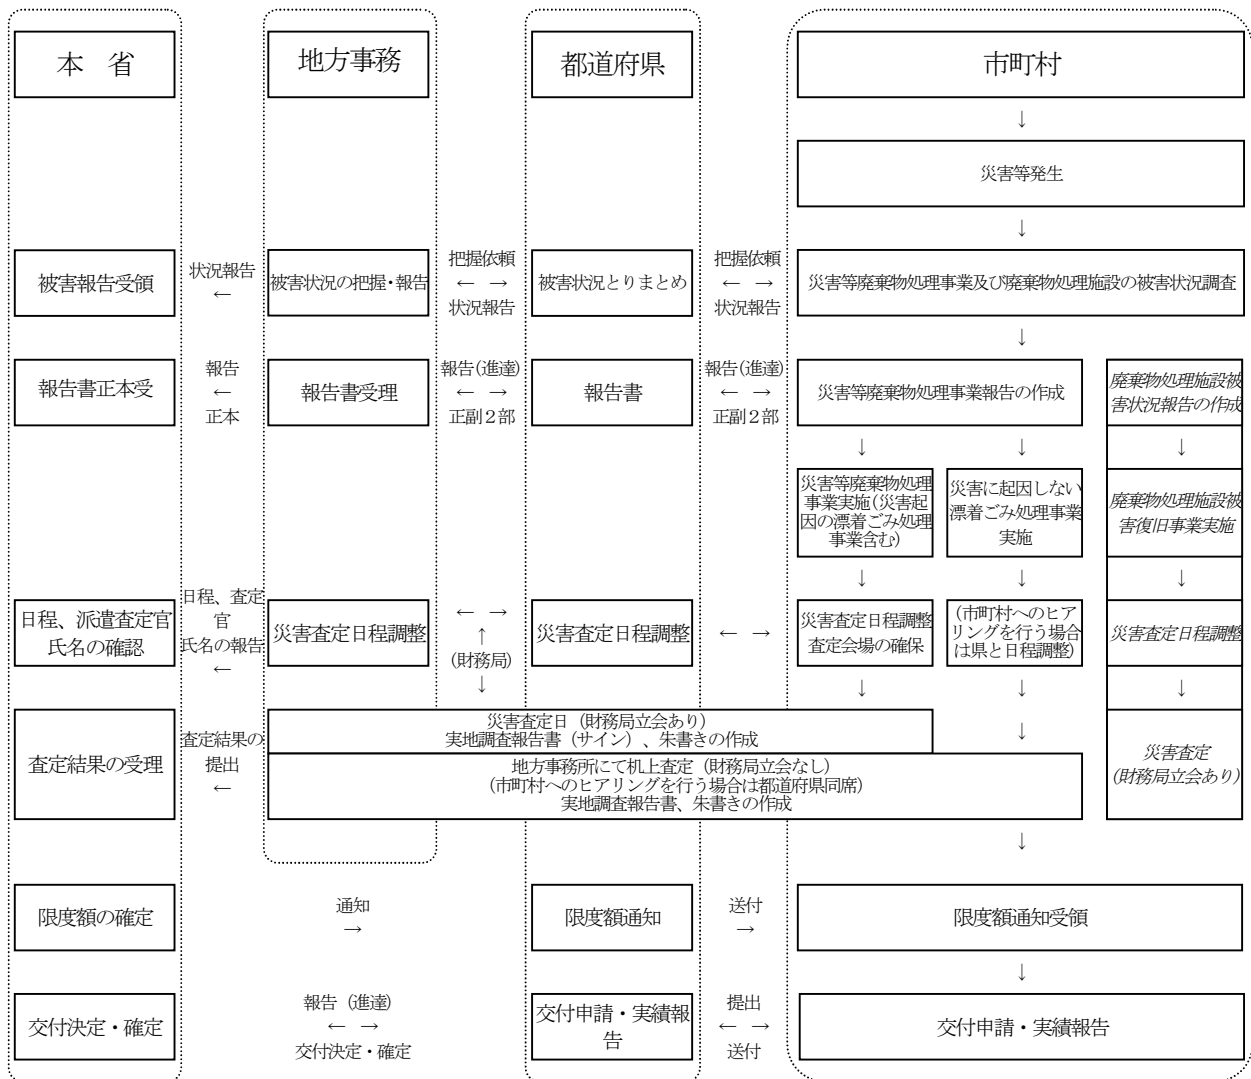 本　省
地方事務
都道府県
市町村
↓
災害等発生
↓
被害報告受領
状況報告
←
被害状況の把握・報告
把握依頼
← →
状況報告
被害状況とりまとめ
把握依頼
← →
状況報告
災害等廃棄物処理事業及び廃棄物処理施設の被害状況調査
↓
報告書正本受
報告
←
正本
報告書受理
報告(進達)
← →
正副２部
報告書
報告(進達)
← →
正副２部
災害等廃棄物処理事業報告の作成
廃棄物処理施設被
害状況報告の作成
↓
↓
↓
災害等廃棄物処理
事業実施(災害起
因の漂着ごみ処理
事業含む)
災害に起因しない
漂着ごみ処理事業
実施
廃棄物処理施設被
害復旧事業実施
↓
↓
↓
日程、派遣査定官
氏名の確認
日程、査定
官
氏名の報告
←
災害査定日程調整
← →
↑
(財務局)
↓
災害査定日程調整
← →
災害査定日程調整
査定会場の確保
(市町村へのヒア
リングを行う場合
は県と日程調整)
災害査定日程調整
↓
↓
↓
査定結果の受理
査定結果の
提出
←
災害査定日（財務局立会あり）
実地調査報告書（サイン）、朱書きの作成
↓
地方事務所にて机上査定（財務局立会なし）
(市町村へのヒアリングを行う場合は都道府県同席)
実地調査報告書、朱書きの作成
災害査定
(財務局立会あり)
↓
限度額の確定
通知
→
限度額通知
送付
→
限度額通知受領
↓
交付決定・確定
報告（進達）
← →
交付決定・確定
交付申請・実績報
告
提出
← →
送付
交付申請・実績報告